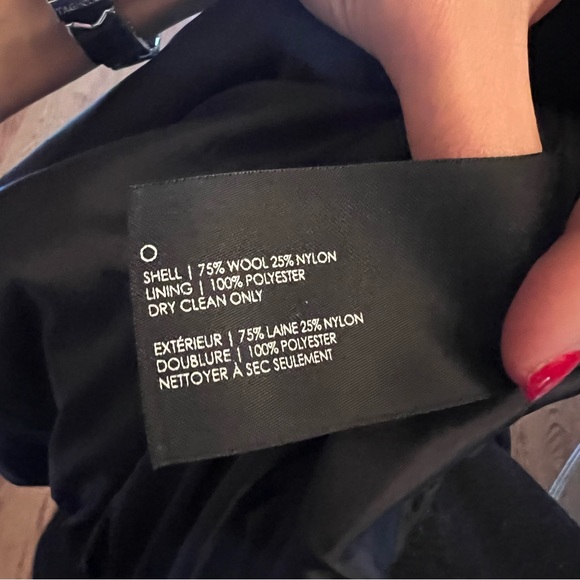 SHELL | 75% WOOL 25% NYLON
LINING | 100% POLYESTER
DRY CLEAN ONLY
EXTÉRIEUR | 75% LAINE 25% NYLON
DOUBLURE | 100% POLYESTER
NETTOYER À SEC SEULEMENT